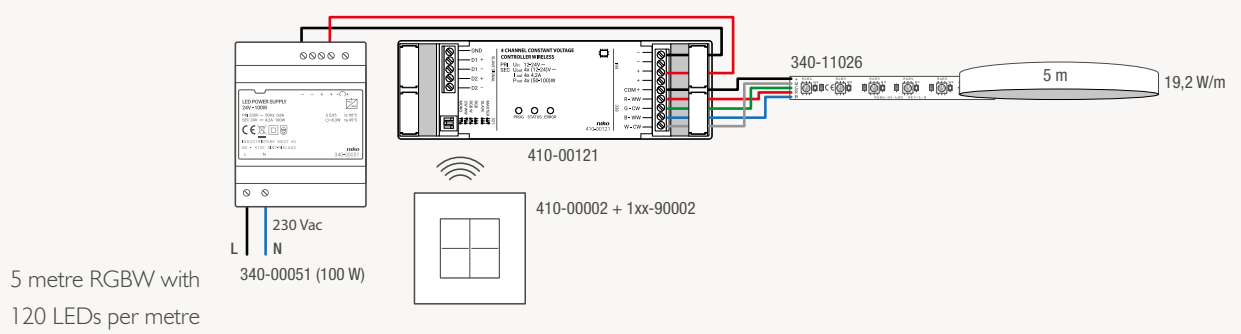 LED POWER SUPPLY
24V - 100W
L N
niko
340-00051
L
N
230 Vac
340-00051 (100 W)
GND
D1 +
D1 -
D2 +
D2 -
4 CHANNEL CONSTANT VOLTAGE
CONTROLLER WIRELESS
PRI
SEC
PROG STATUS ERROR
niko
410-00121
COM+
R - WW
G - CW
B - WW
W - CW
410-00121
410-00002 + 1xx-90002
340-11026
5 m
19,2 W/m
5 metre RGBW with
120 LEDs per metre